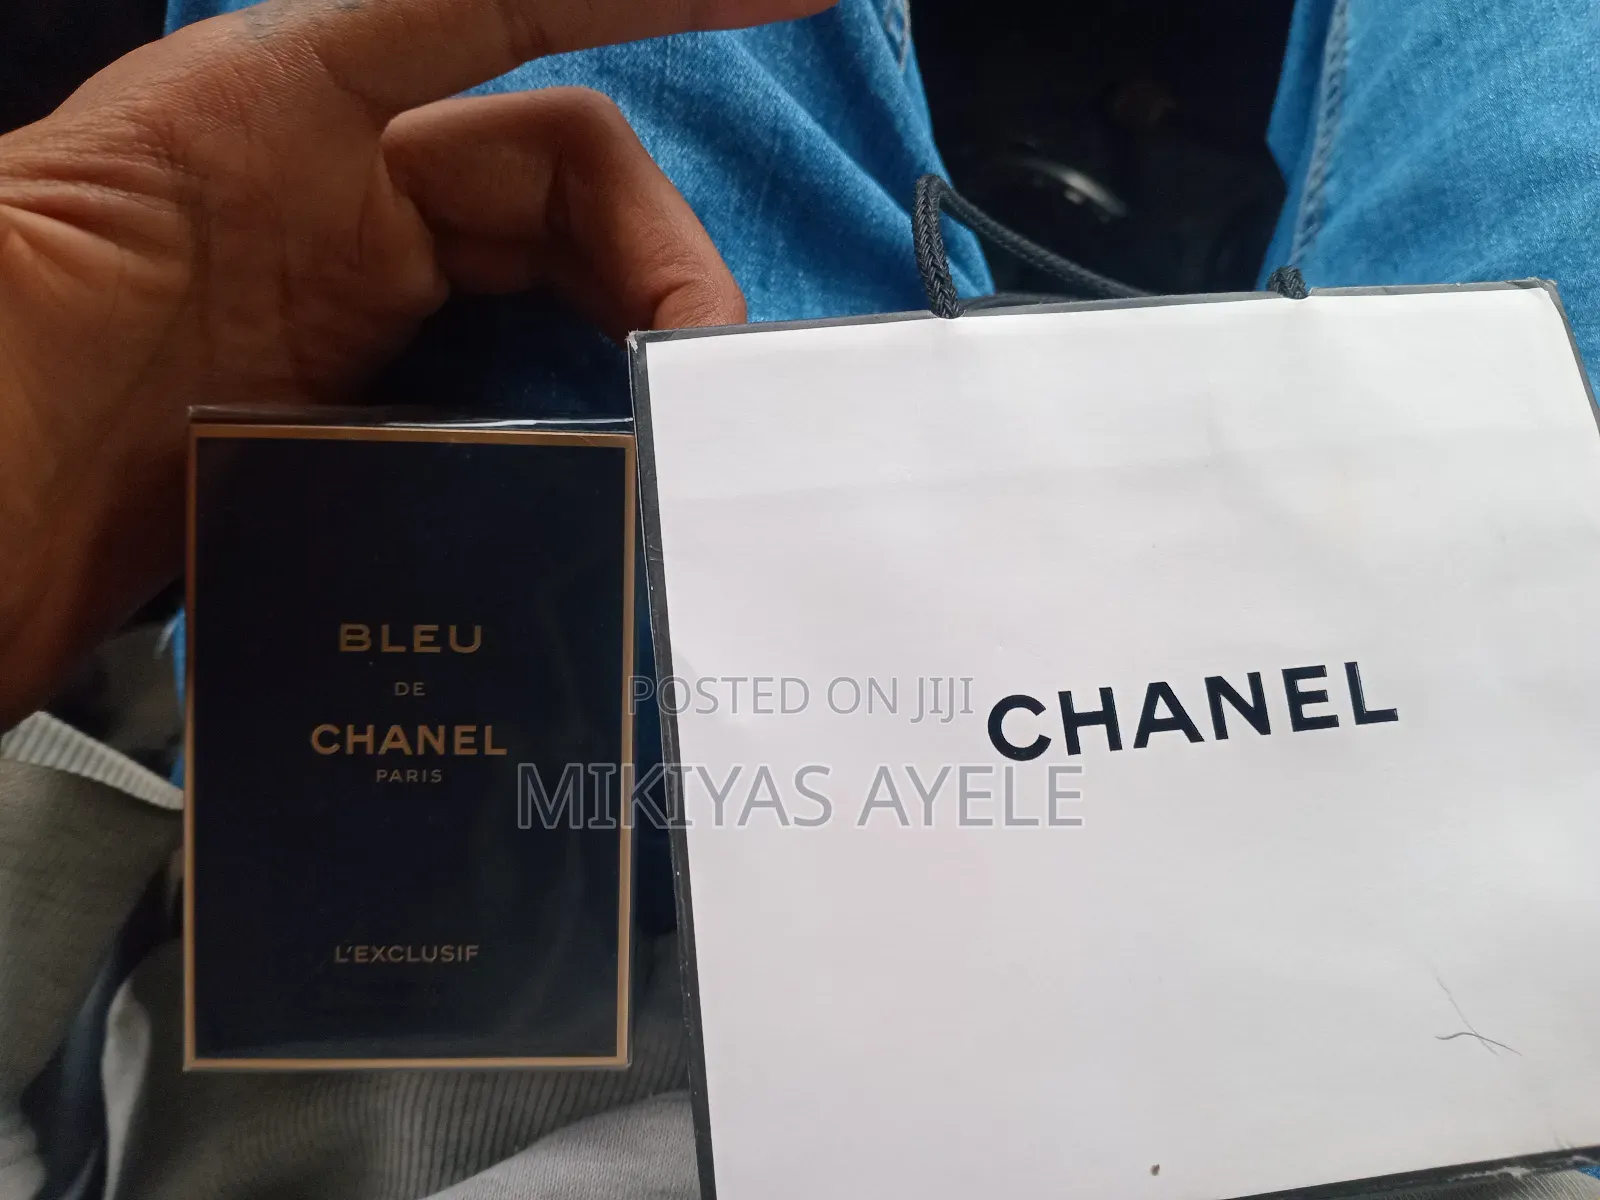 BLEU
DE
CHANEL
PARIS
L'EXCLUSIF
CHANEL
POSTED ON JIJI
MIKIYAS AYELE